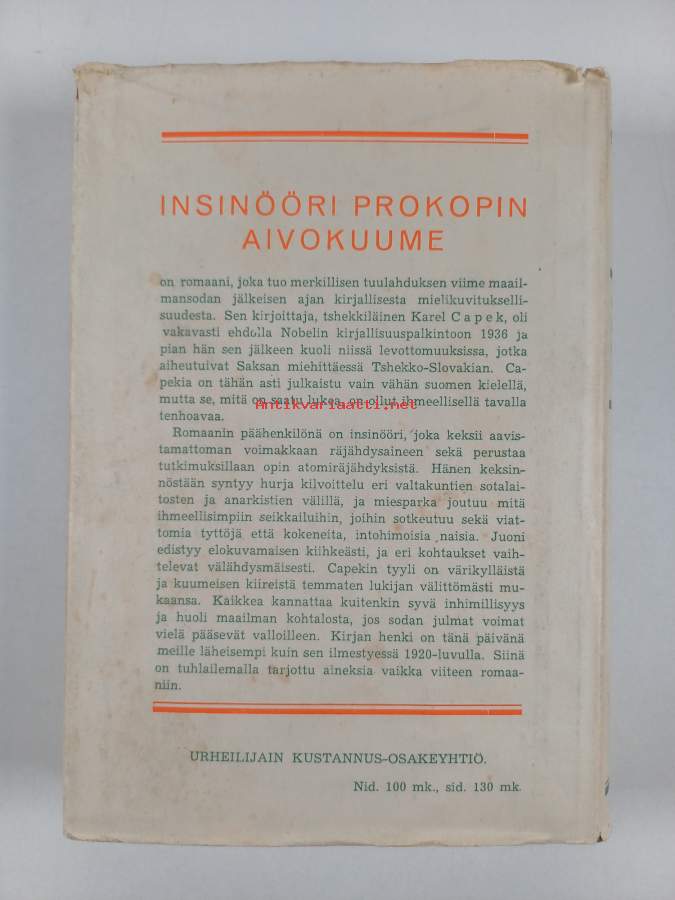 INSINÖÖRI PROKOPIN
AIVOKUUME
on romaani, joka tuo merkillisen tuulahduksen viime maail-
mansodan jälkeisen ajan kirjallisesta mielikuvitukselli-
suudesta. Sen kirjoittaja, tshekkiläinen Karel Capek, oli
vakavasti ehdolla Nobelin kirjallisuuspalkintoon 1936 ja
pian hän sen jälkeen kuoli niissä levottomuuksissa, jotka
aiheutuivat Saksan miehittäessä Tshekko-Slovakian. Ca-
pekia on tähän asti julkaistu vain vähän suomen kielellä,
mutta se, mitä on saatu lukea, on ollut ihmeellisellä tavalla
Antikvariaatti.net
tenhoavaa.
Romaanin päähenkilönä on insinööri, joka keksii aavis-
tamattoman voimakkaan räjähdysaineen sekä perustaa
tutkimuksillaan opin atomiräjähdyksistä. Hänen keksin-
nöstään syntyy hurja kilvoittelu eri valtakuntien sotalai-
tosten ja anarkistien välillä, ja miesparka joutuu mitä
ihmeellisimpiin seikkailuihin, joihin sotkeutuu sekä viat-
tomia tyttöjä että kokeneita, intohimoisia naisia. Juoni
edistyy elokuvamaisen kiihkeästi, ja eri kohtaukset vaih-
televat välähdysmäisesti. Capekin tyyli on värikylläistä
ja kuumeisen kiireistä temmaten lukijan välittömästi mu-
kaansa. Kaikkea kannattaa kuitenkin syvä inhimillisyys
ja huoli maailman kohtalosta, jos sodan julmat voimat
vielä pääsevät valloilleen. Kirjan henki on tänä päivänä
meille läheisempi kuin sen ilmestyessä 1920-luvulla. Siinä
on tuhlailemalla tarjottu aineksia vaikka viiteen romaa-
niin.
URHEILIJAIN KUSTANNUS-OSAKEYHTIÖ.
Nid. 100 mk., sid. 130 mk.